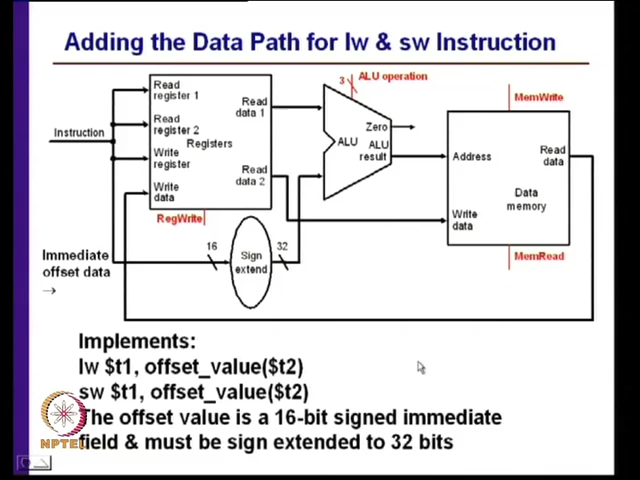 Adding the Data Path for lw & sw Instruction
3
ALU operation
Read
register 1
Read
data 1
MemWrite
Read
register 2
Zero
Instruction
Registers
ALU
ALU
result
Address
Read
data
Write
register
Read
data 2
Write
data
Data
memory
Write
data
RegWrite
16
32
Sign
extend
MemRead
Immediate
offset data
→
Implements:
lw $t1, offset_value($t2)
sw $t1, offset_value($t2)
The offset value is a 16-bit signed immediate
field & must be sign extended to 32 bits
NPTEL